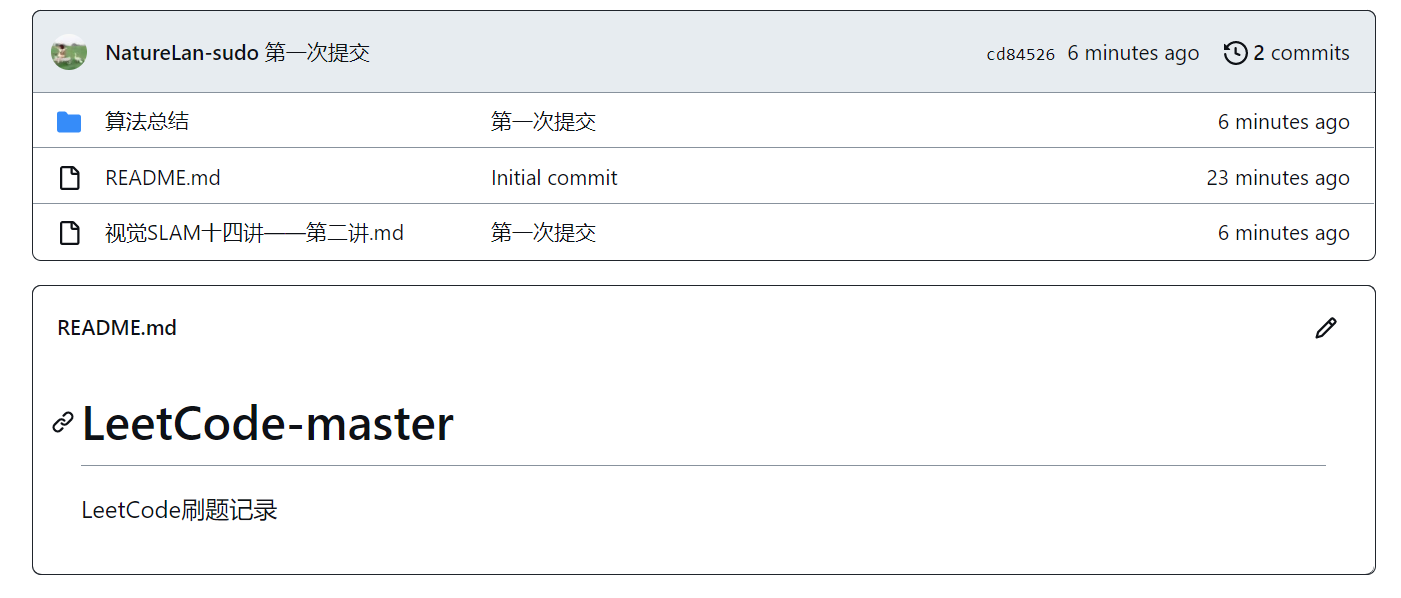 NatureLan-sudo 第一次提交 cd84526 6 minutes ago 2 commits
算法总结 第一次提交 6 minutes ago
README.md Initial commit 23 minutes ago
视觉SLAM十四讲——第二讲.md 第一次提交 6 minutes ago
README.md
LeetCode-master
LeetCode刷题记录